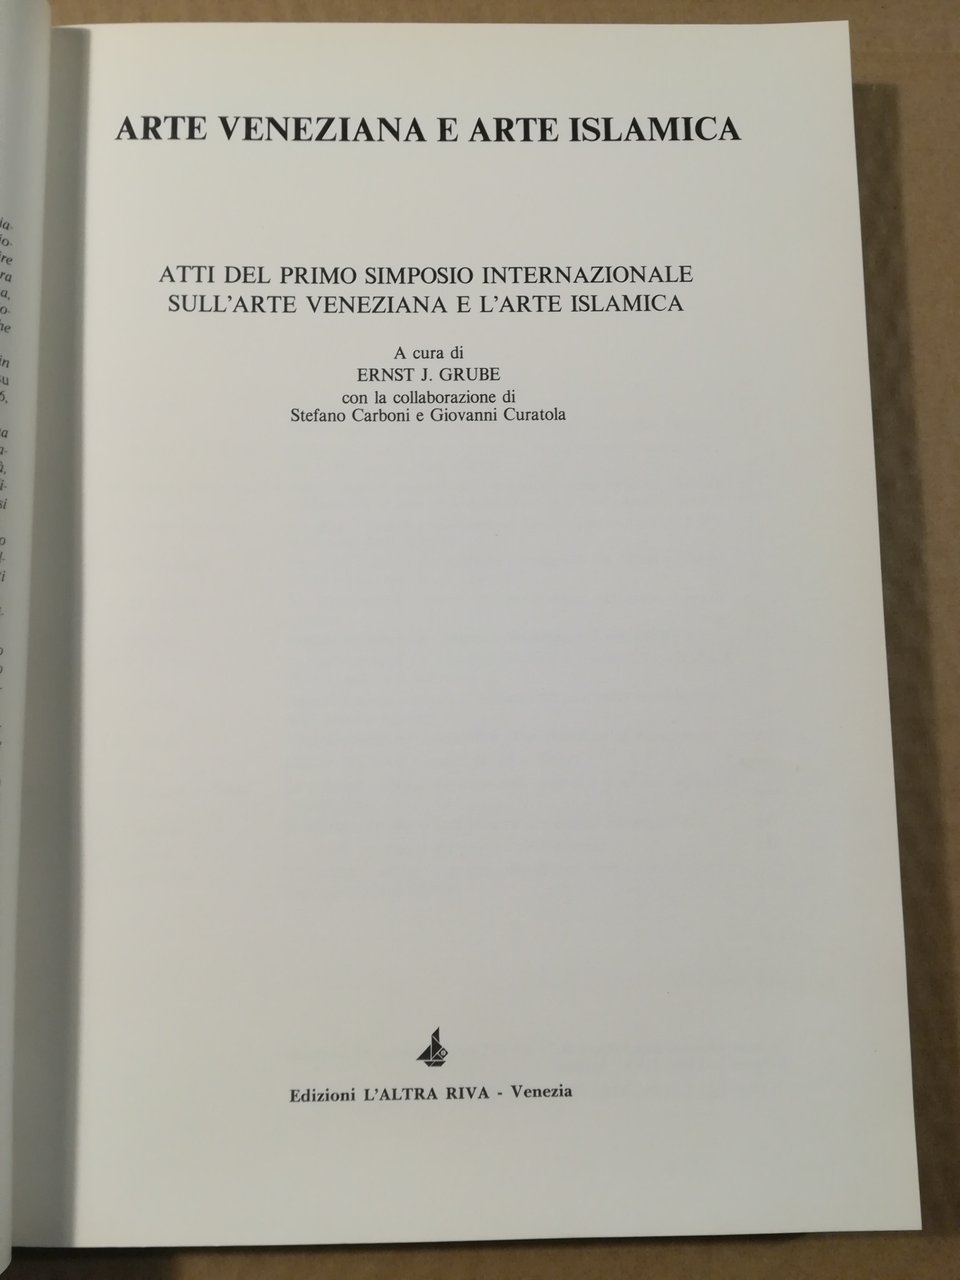 ARTE VENEZIANA E ARTE ISLAMICA
ATTI DEL PRIMO SIMPOSIO INTERNAZIONALE
SULL'ARTE VENEZIANA E L'ARTE ISLAMICA
A cura di
ERNST J. GRUBE
con la collaborazione di
Stefano Carboni e Giovanni Curatola
Edizioni L'ALTRA RIVA - Venezia